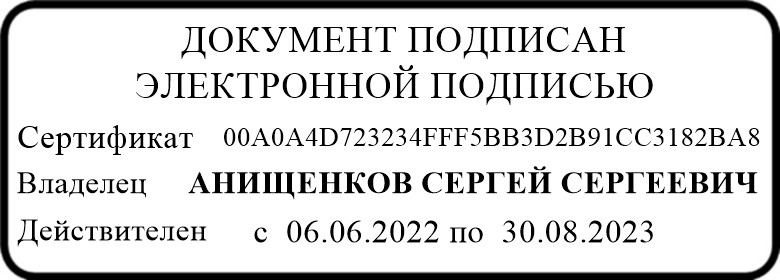 ДОКУМЕНТ ПОДПИСАН
ЭЛЕКТРОННОЙ ПОДПИСЬЮ
Сертификат 00A0A4D723234FFF5BB3D2B91CC3182BA8
Владелец АНИЩЕНКОВ СЕРГЕЙ СЕРГЕЕВИЧ
Действителен с 06.06.2022 по 30.08.2023